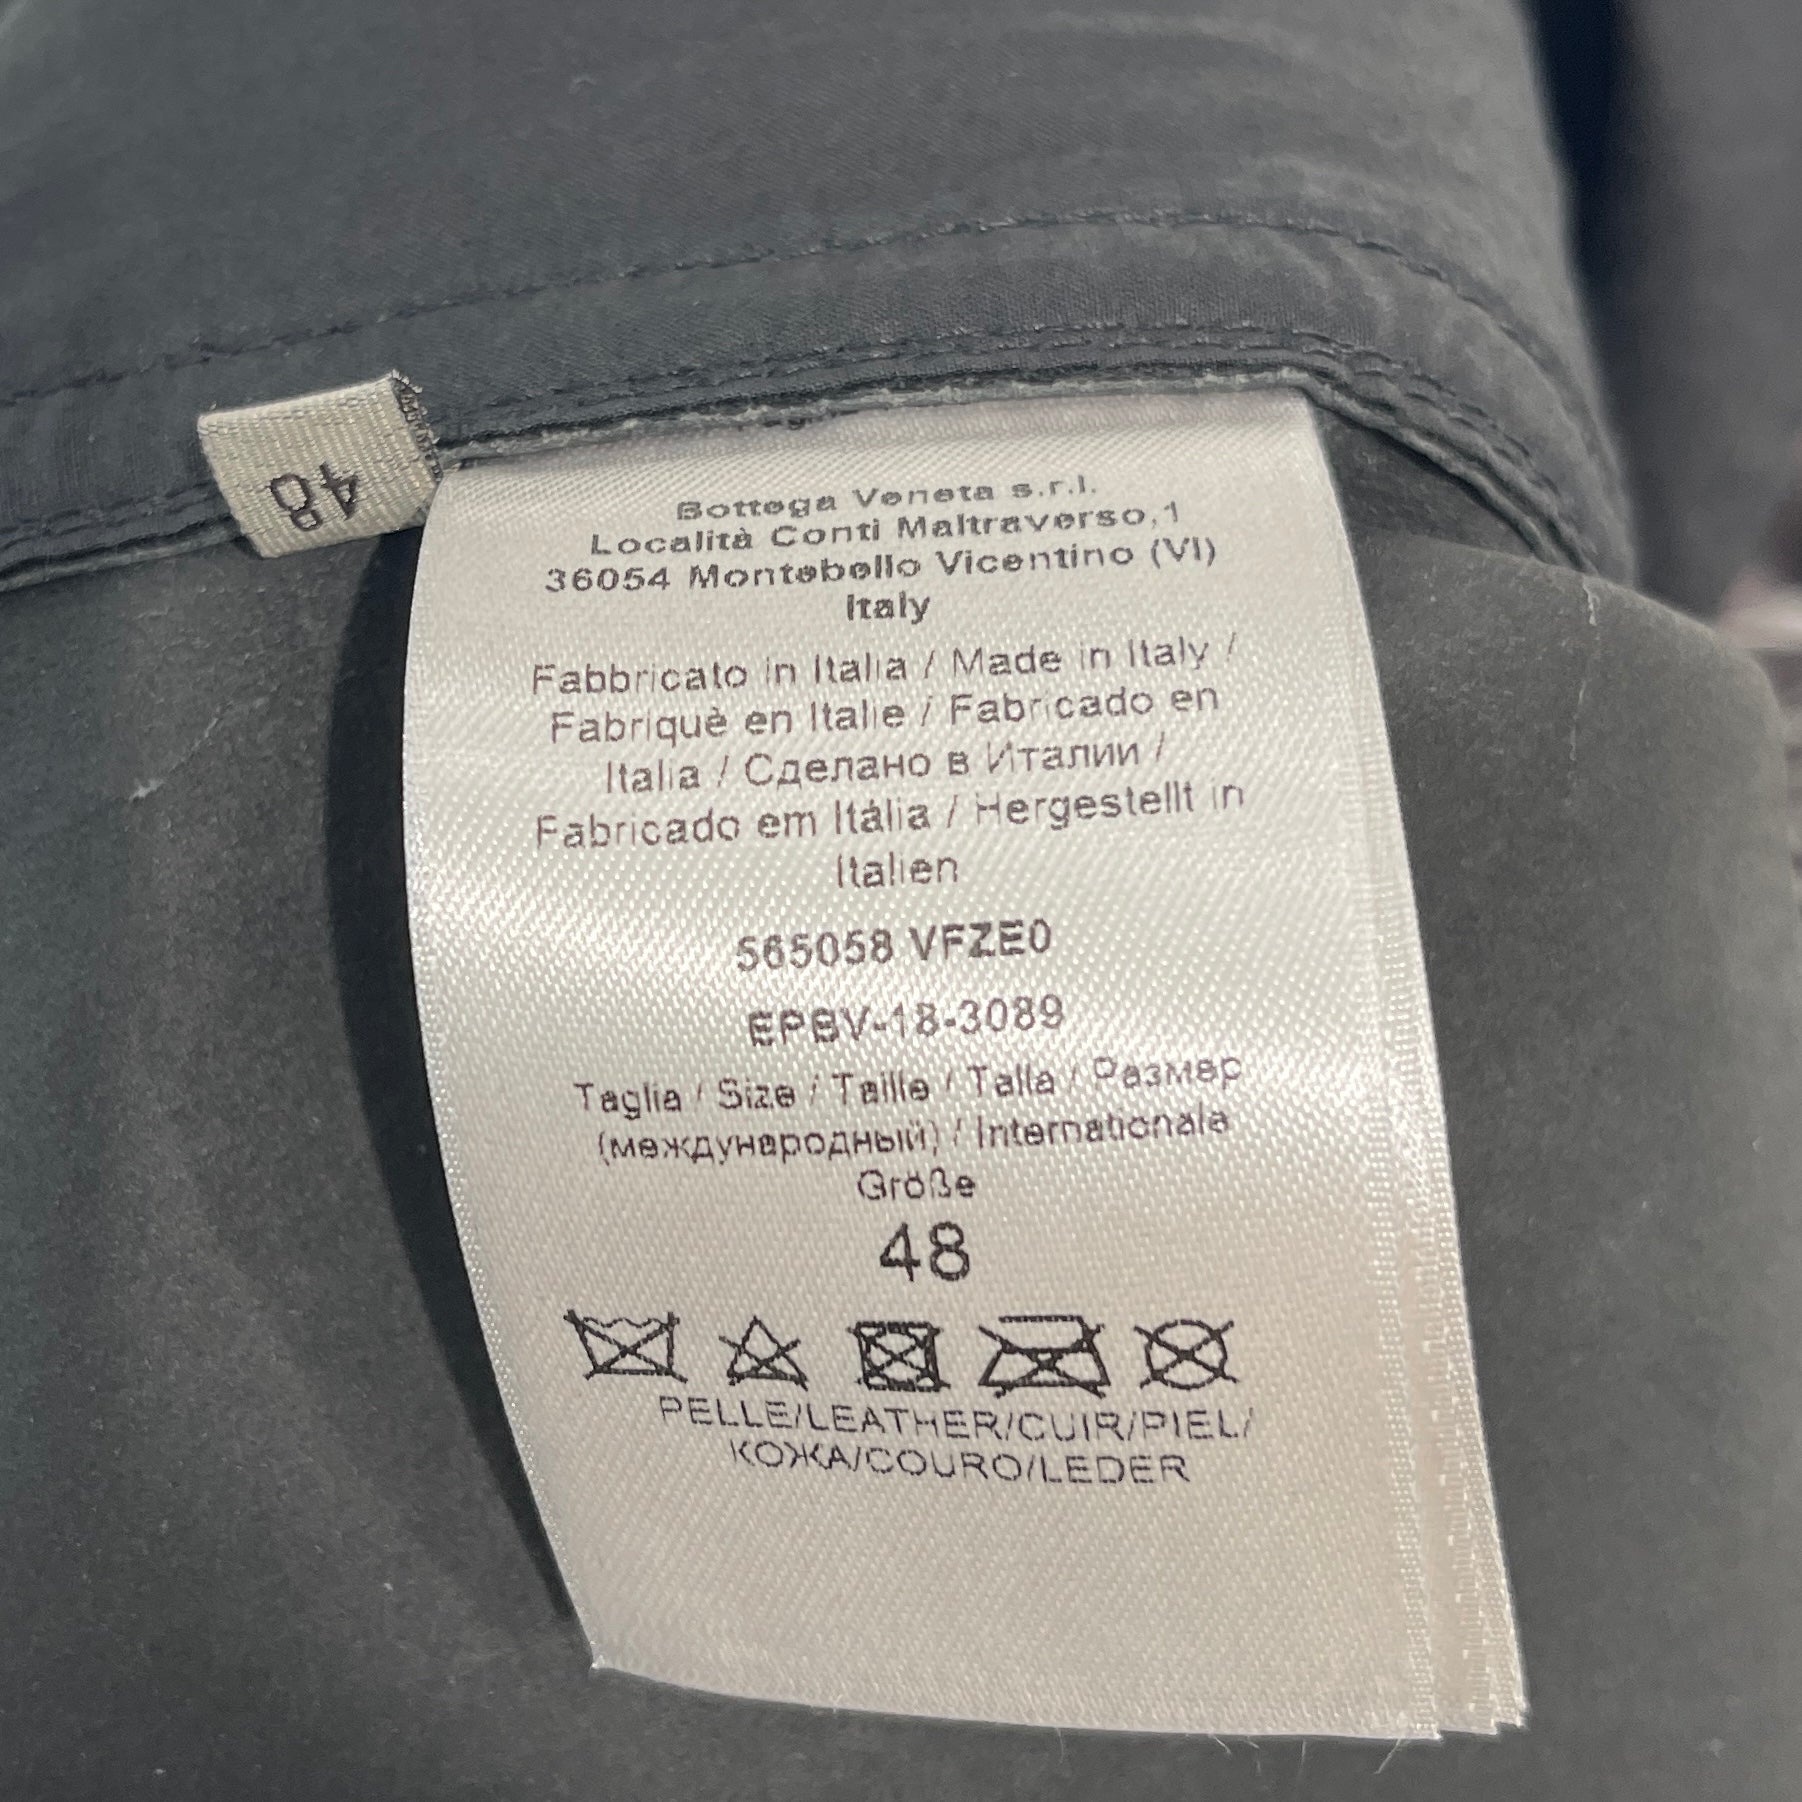 48
Bottega Veneta s.r.l.
Località Conti Maltraverso,1
36054 Montebello Vicentino (VI)
Italy
Fabbricato in Italia / Made in Italy /
Fabriquè en Italie / Fabricado en
Italia / Сделано в Италии /
Fabricado em Itália / Hergestellt in
Italien
565058 VFZE0
EPBV-18-3089
Taglia / Size / Taille / Talla / Размер
(международный) / Internationale
Größe
48
PELLE/LEATHER/CUIR/PIEL/
КОЖА/COURO/LEDER